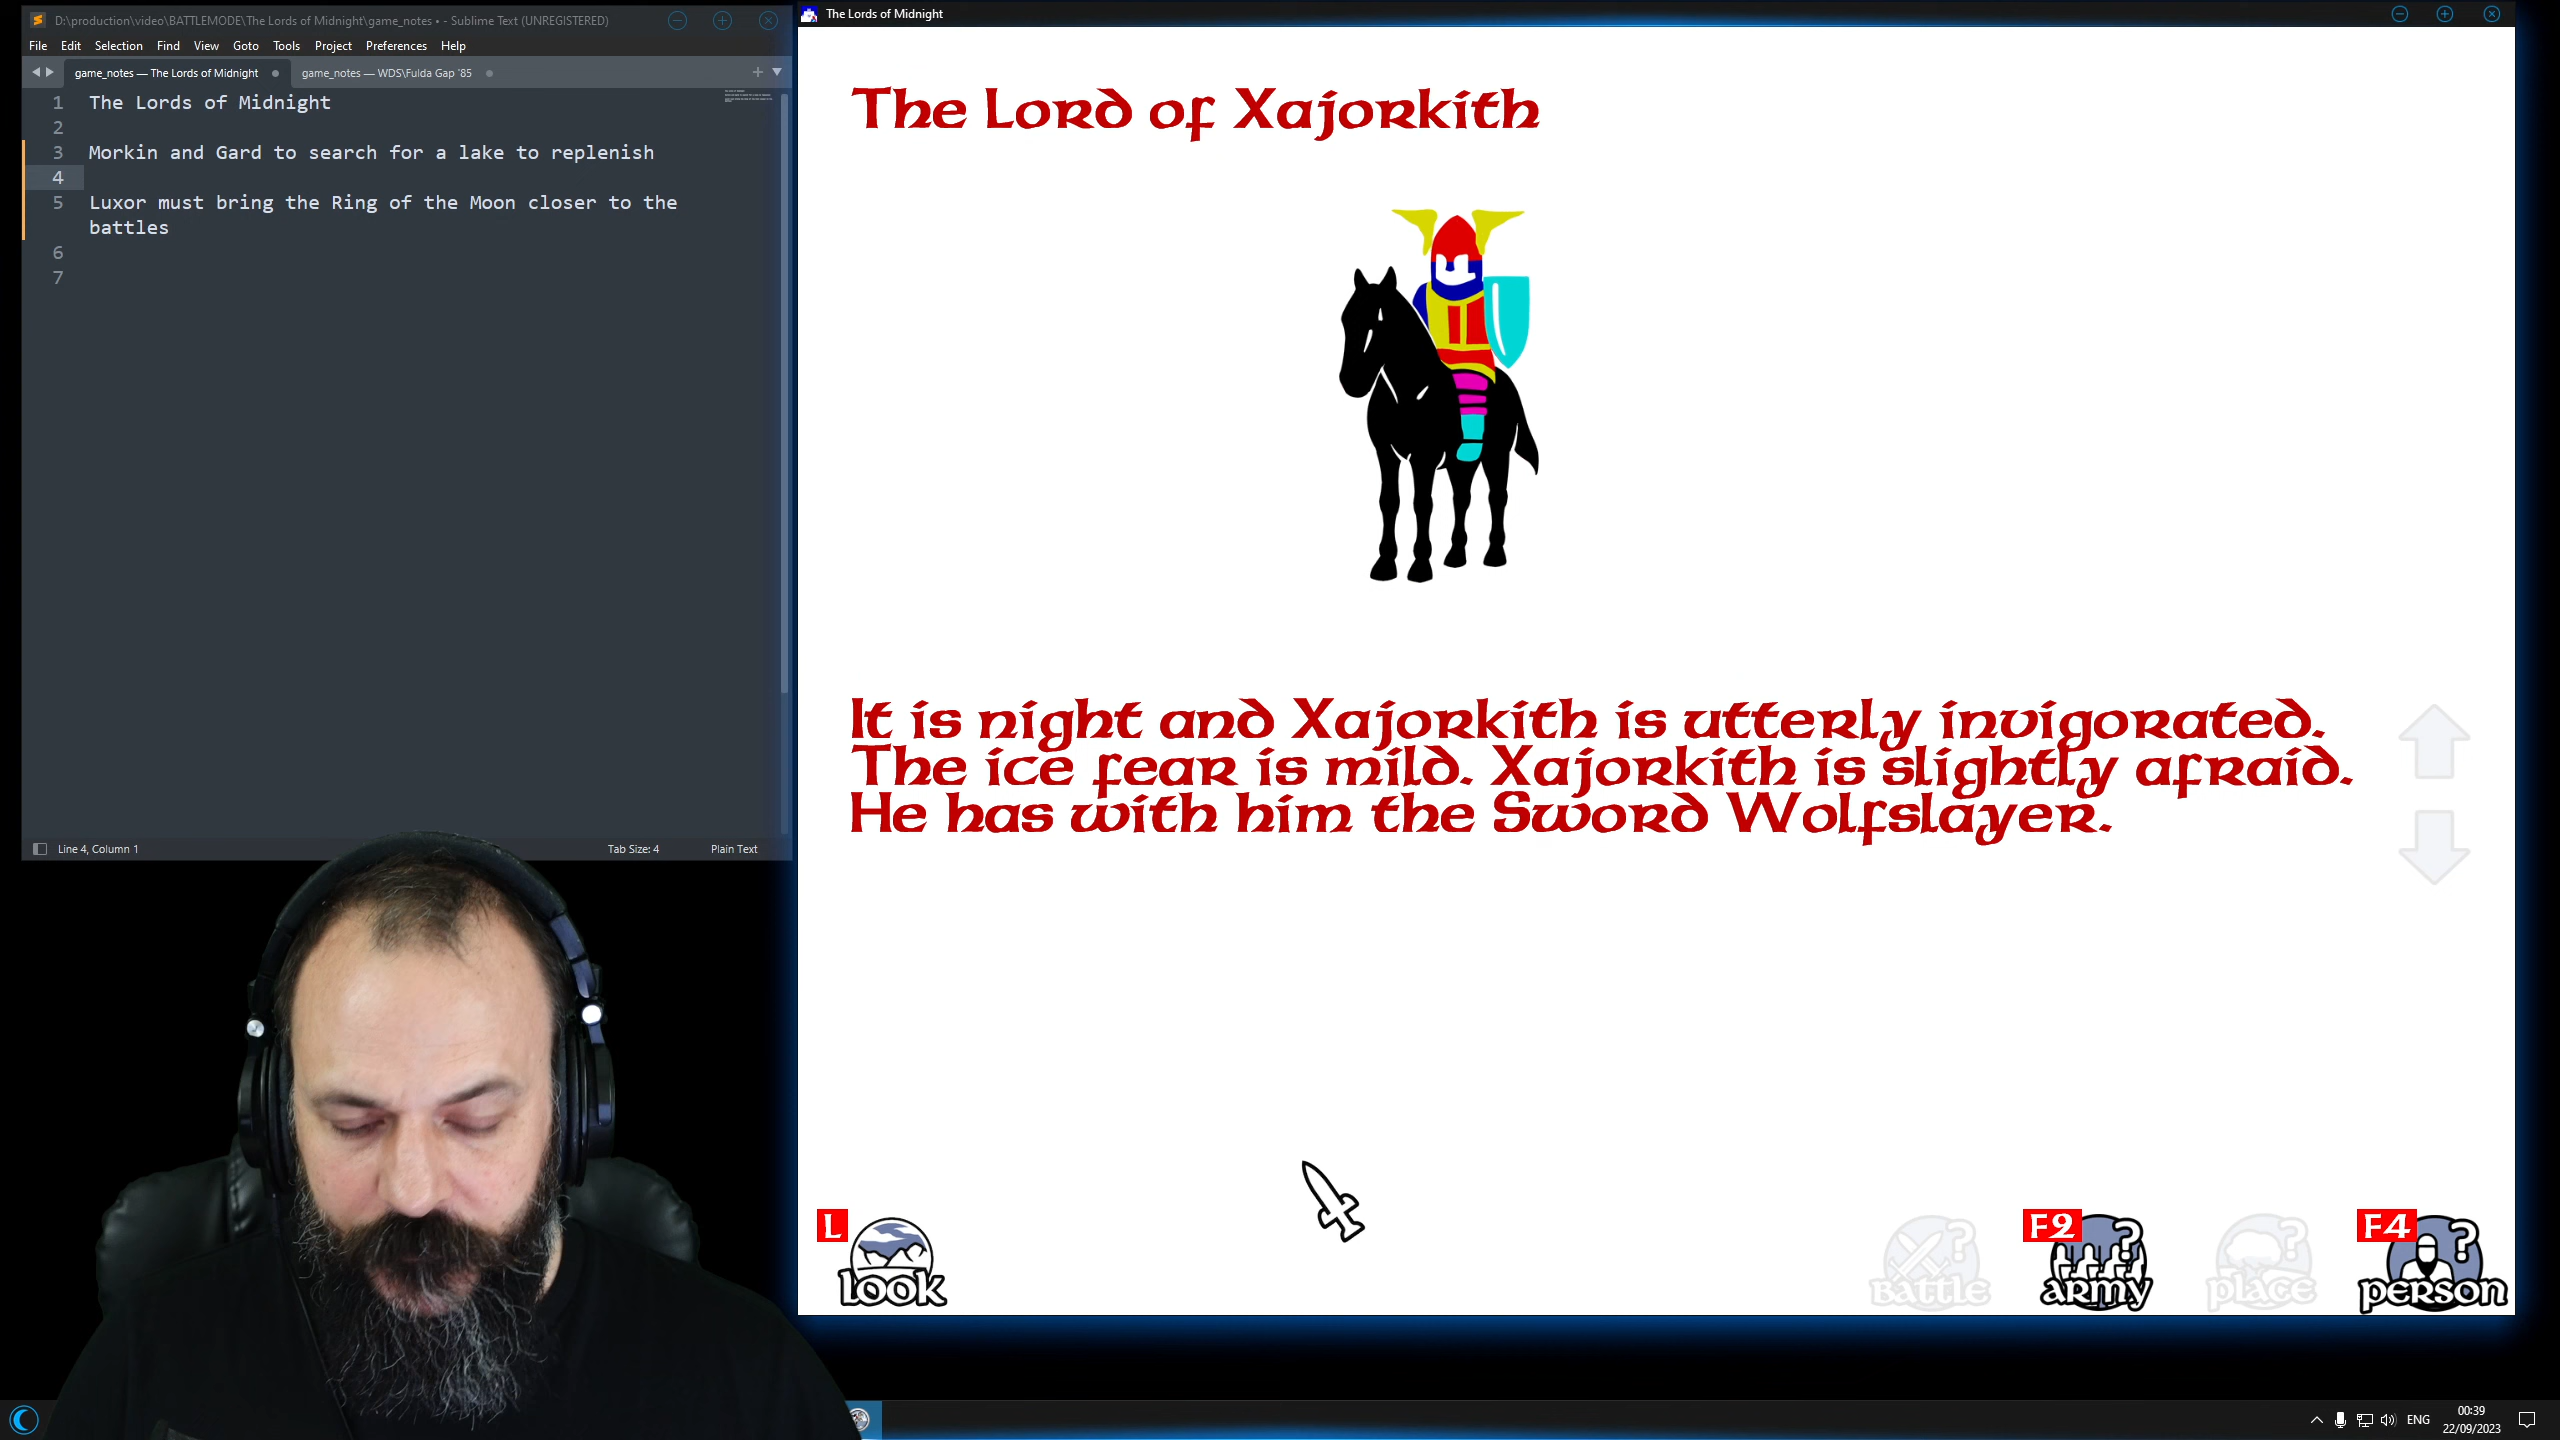 D:\production\video\BATTLEMODE\The Lords of Midnight\game_notes • - Sublime Text (UNREGISTERED)
File Edit Selection Find View Goto Tools Project Preferences Help
game_notes — The Lords of Midnight
game_notes — WDS\Fulda Gap '85
1 The Lords of Midnight
2
3 Morkin and Gard to search for a lake to replenish
4
5 Luxor must bring the Ring of the Moon closer to the
battles
6
7
Line 4, Column 1
Tab Size: 4
Plain Text
The Lords of Midnight
The Lord of Xajorkith
It is night and Xajorkith is utterly invigorated.
The ice fear is mild. Xajorkith is slightly afraid.
He has with him the Sword Wolfslayer.
L
look
battle
F2
army
place
F4
person
ENG
00:39
22/09/2023